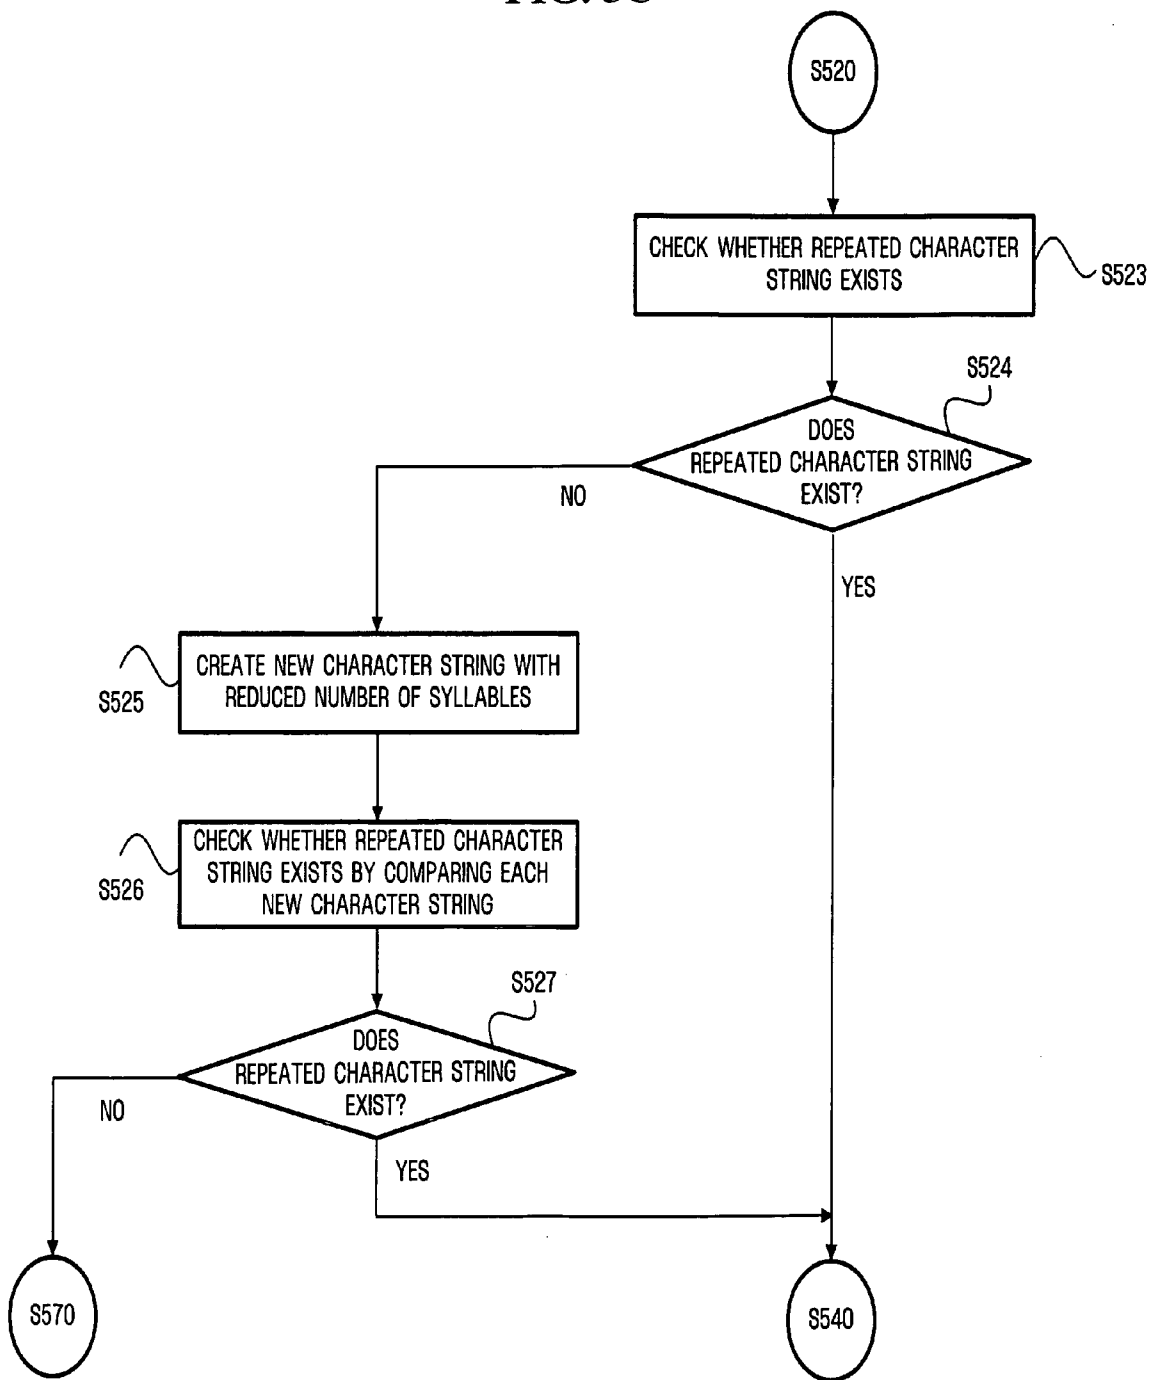 S520
CHECK WHETHER REPEATED CHARACTER
STRING EXISTS
S523
S524
DOES
REPEATED CHARACTER STRING
EXIST?
NO
YES
CREATE NEW CHARACTER STRING WITH
REDUCED NUMBER OF SYLLABLES
S525
CHECK WHETHER REPEATED CHARACTER
STRING EXISTS BY COMPARING EACH
NEW CHARACTER STRING
S526
S527
DOES
REPEATED CHARACTER STRING
EXIST?
NO
YES
S570
S540